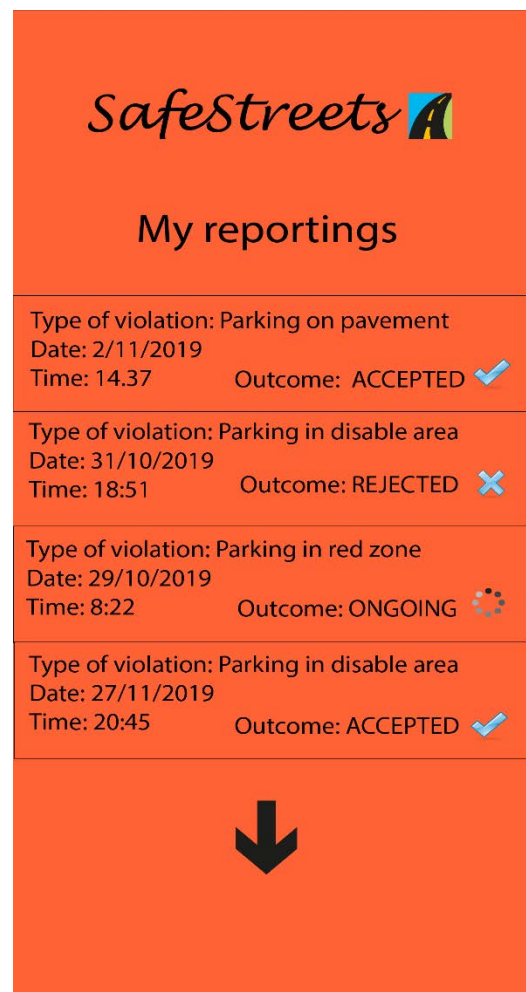 SafeStreets
My reportings
Type of violation: Parking on pavement
Date: 2/11/2019
Time: 14.37 Outcome: ACCEPTED
Type of violation: Parking in disable area
Date: 31/10/2019
Time: 18:51 Outcome: REJECTED
Type of violation: Parking in red zone
Date: 29/10/2019
Time: 8:22 Outcome: ONGOING
Type of violation: Parking in disable area
Date: 27/11/2019
Time: 20:45 Outcome: ACCEPTED